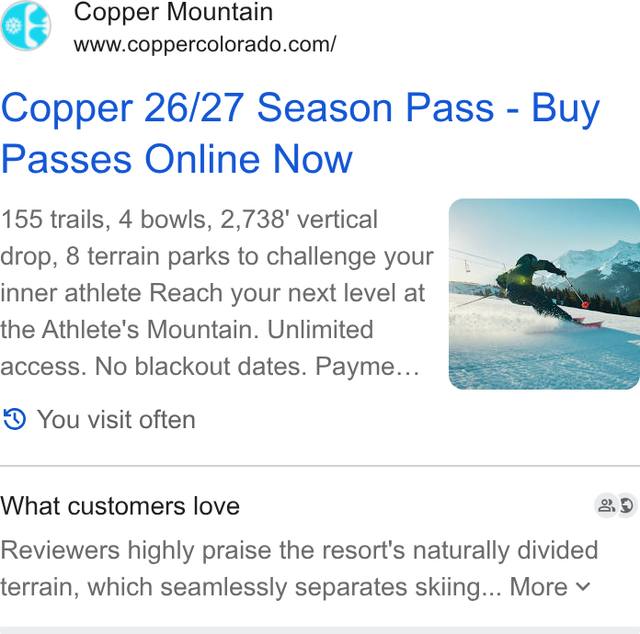 Copper Mountain
www.coppercolorado.com/
Copper 26/27 Season Pass - Buy
Passes Online Now
155 trails, 4 bowls, 2,738' vertical
drop, 8 terrain parks to challenge your
inner athlete Reach your next level at
the Athlete's Mountain. Unlimited
access. No blackout dates. Payme...
You visit often
What customers love
Reviewers highly praise the resort's naturally divided
terrain, which seamlessly separates skiing... More